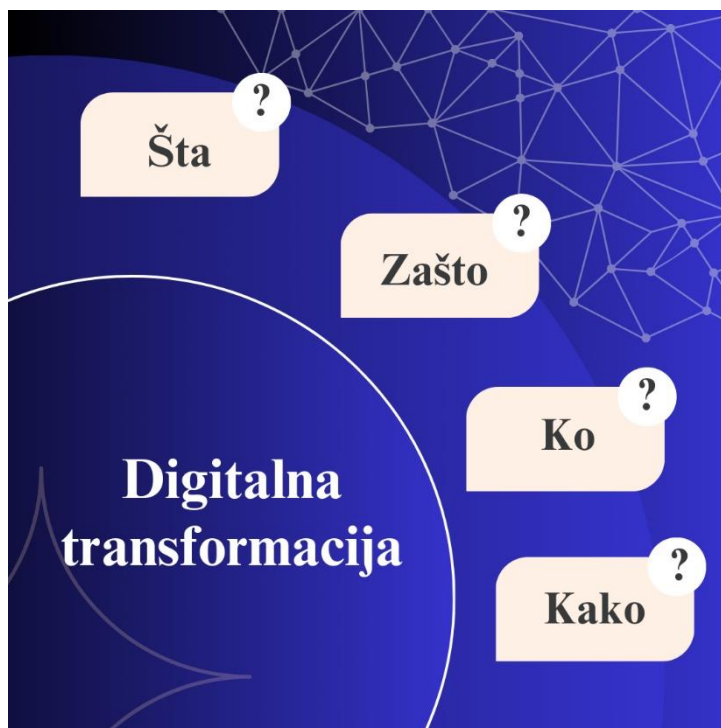 ?
Šta
?
Zašto
?
Ko
Digitalna
transformacija
?
Kako